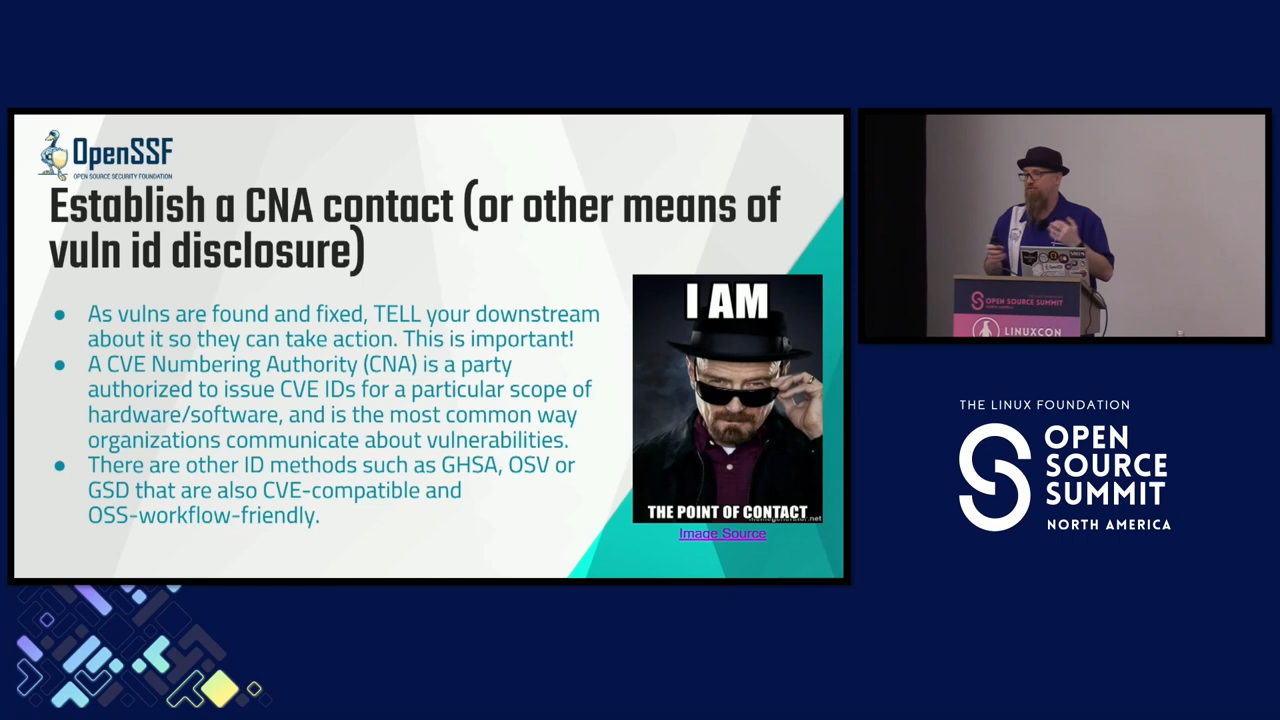 OpenSSF
OPEN SOURCE SECURITY FOUNDATION
Establish a CNA contact (or other means of
vuln id disclosure)
● As vulns are found and fixed, TELL your downstream
about it so they can take action. This is important!
● A CVE Numbering Authority (CNA) is a party
authorized to issue CVE IDs for a particular scope of
hardware/software, and is the most common way
organizations communicate about vulnerabilities.
● There are other ID methods such as GHSA, OSV or
GSD that are also CVE-compatible and
OSS-workflow-friendly.
I AM
THE POINT OF CONTACT
Image Source
OPEN SOURCE SUMMIT
LINUXCON
THE LINUX FOUNDATION
OPEN
SOURCE
SUMMIT
NORTH AMERICA